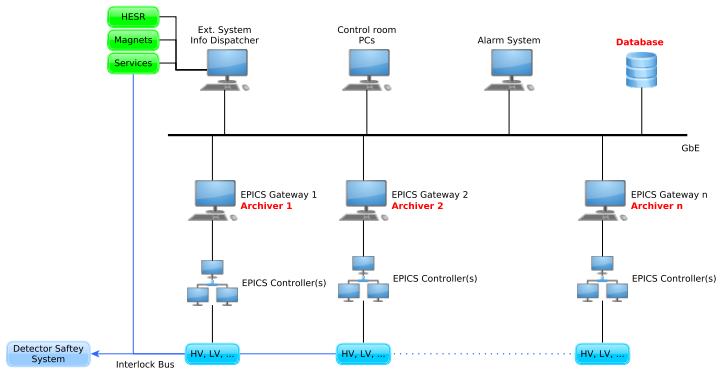 HESR
Magnets
Services
Ext. System
Info Dispatcher
Control room
PCs
Alarm System
Database
GbE
EPICS Gateway 1
Archiver 1
EPICS Gateway 2
Archiver 2
EPICS Gateway n
Archiver n
EPICS Controller(s)
EPICS Controller(s)
EPICS Controller(s)
Detector Saftey
System
Interlock Bus
HV, LV, ...
HV, LV, ...
HV, LV, ...